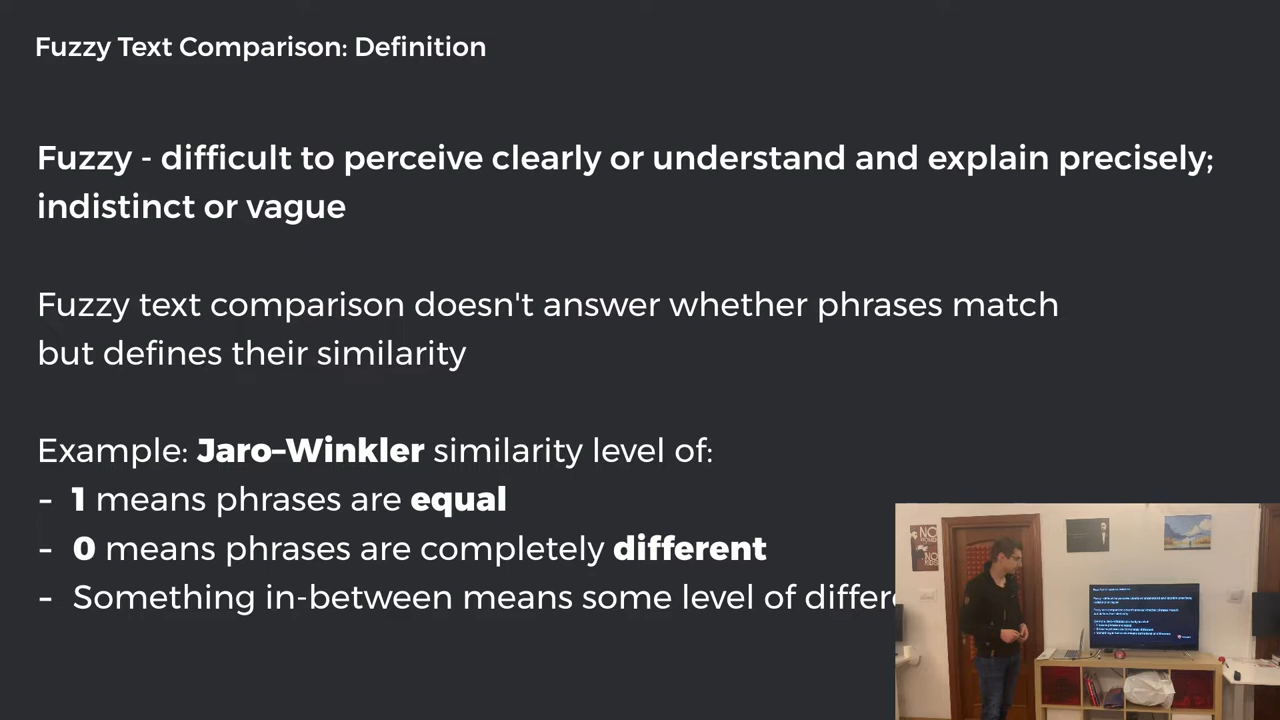 Fuzzy Text Comparison: Definition
Fuzzy - difficult to perceive clearly or understand and explain precisely;
indistinct or vague
Fuzzy text comparison doesn't answer whether phrases match
but defines their similarity
Example: Jaro–Winkler similarity level of:
- 1 means phrases are equal
- 0 means phrases are completely different
- Something in-between means some level of differe
NO
NO